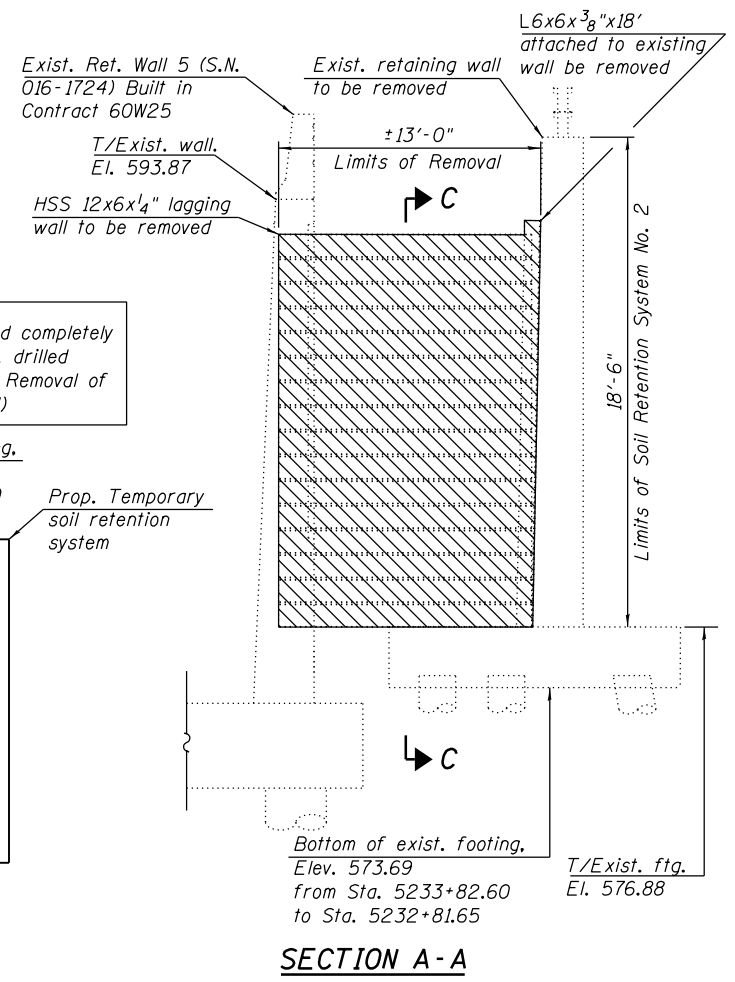 L6x6x3/8"x18'
attached to existing
wall be removed
Exist. Ret. Wall 5 (S.N.
016-1724) Built in
Contract 60W25
Exist. retaining wall
to be removed
T/Exist. wall.
El. 593.87
±13'-0"
Limits of Removal
HSS 12x6x1/4" lagging
wall to be removed
C
18'-6"
Limits of Soil Retention System No. 2
d completely
drilled
Removal of
")
g.
)
Prop. Temporary
soil retention
system
C
Bottom of exist. footing,
Elev. 573.69
from Sta. 5233+82.60
to Sta. 5232+81.65
T/Exist. ftg.
El. 576.88
SECTION A-A